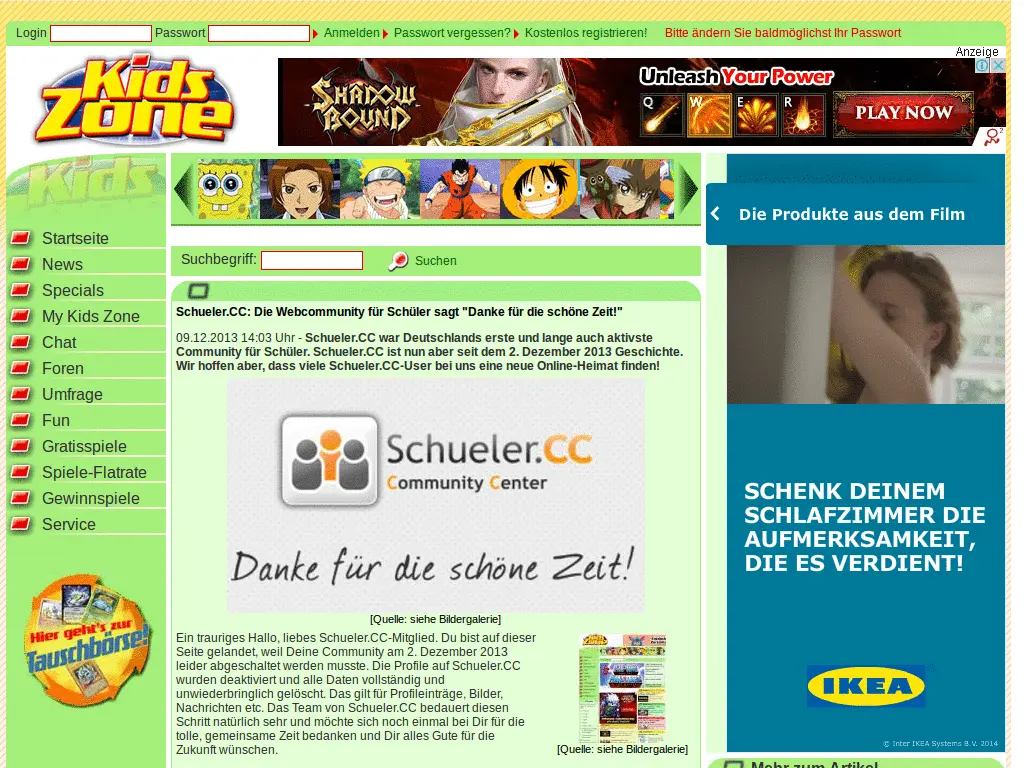 Login Passwort Anmelden Passwort vergessen? Kostenlos registrieren! Bitte ändern Sie baldmöglichst Ihr Passwort
Anzeige
Kids Zone
SHADOW BOUND
Unleash Your Power
Q W E R
PLAY NOW
Kids
Startseite
News
Specials
My Kids Zone
Chat
Foren
Umfrage
Fun
Gratisspiele
Spiele-Flatrate
Gewinnspiele
Service
Hier geht's zur
Tauschbörse!
Suchbegriff: Suchen
Schueler.CC: Die Webcommunity für Schüler sagt "Danke für die schöne Zeit!"
09.12.2013 14:03 Uhr - Schueler.CC war Deutschlands erste und lange auch aktivste
Community für Schüler. Schueler.CC ist nun aber seit dem 2. Dezember 2013 Geschichte.
Wir hoffen aber, dass viele Schueler.CC-User bei uns eine neue Online-Heimat finden!
Schueler.CC
Community Center
Danke für die schöne Zeit!
[Quelle: siehe Bildergalerie]
Ein trauriges Hallo, liebes Schueler.CC-Mitglied. Du bist auf dieser
Seite gelandet, weil Deine Community am 2. Dezember 2013
leider abgeschaltet werden musste. Die Profile auf Schueler.CC
wurden deaktiviert und alle Daten vollständig und
unwiederbringlich gelöscht. Das gilt für Profileinträge, Bilder,
Nachrichten etc. Das Team von Schueler.CC bedauert diesen
Schritt natürlich sehr und möchte sich noch einmal bei Dir für die
tolle, gemeinsame Zeit bedanken und Dir alles Gute für die
Zukunft wünschen.
[Quelle: siehe Bildergalerie]
Die Produkte aus dem Film
SCHENK DEINEM
SCHLAFZIMMER DIE
AUFMERKSAMKEIT,
DIE ES VERDIENT!
IKEA
© Inter IKEA Systems B.V. 2014
Mehr zum Artikel